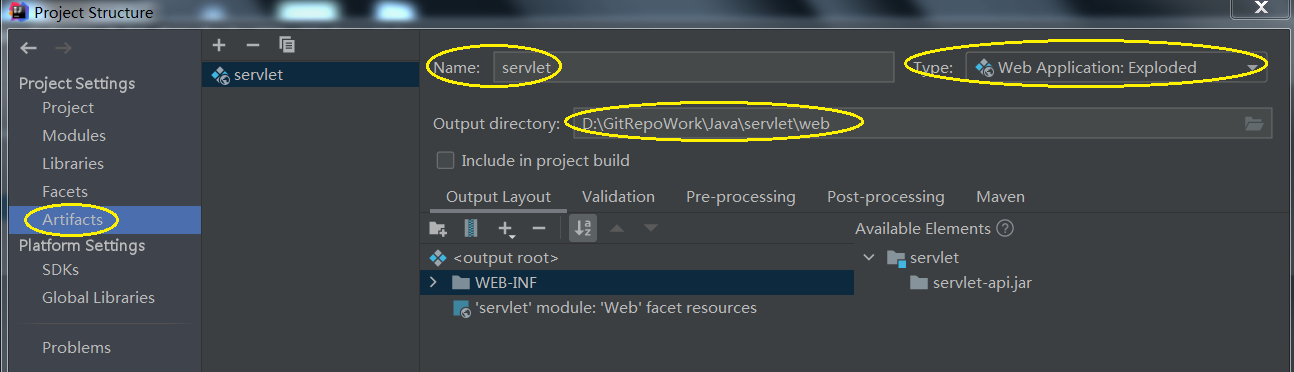 Project Structure
X
Project Settings
Project
Modules
Libraries
Facets
Artifacts
Platform Settings
SDKs
Global Libraries
Problems
servlet
Name: servlet
Type: Web Application: Exploded
Output directory: D:\GitRepoWork\Java\servlet\web
Include in project build
Output Layout Validation Pre-processing Post-processing Maven
<output root>
WEB-INF
'servlet' module: 'Web' facet resources
Available Elements ?
servlet
servlet-api.jar